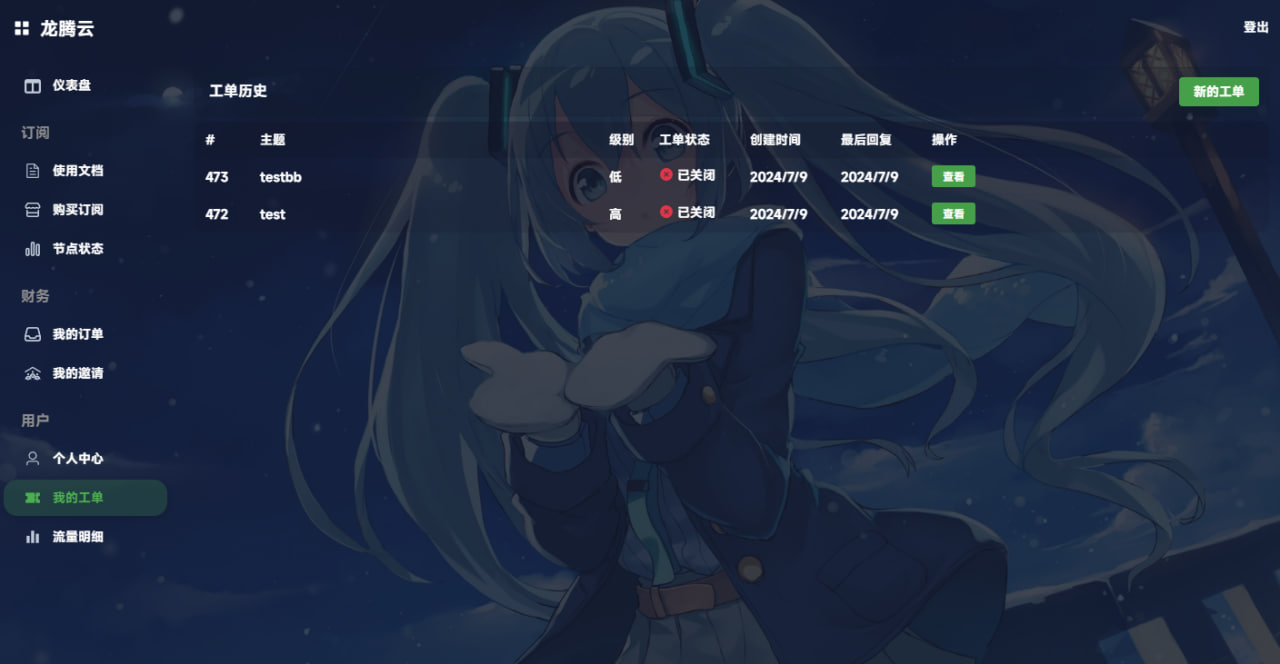 龙腾云
登出
仪表盘
订阅
使用文档
购买订阅
节点状态
财务
我的订单
我的邀请
用户
个人中心
我的工单
流量明细
工单历史
新的工单
# 主题 级别 工单状态 创建时间 最后回复 操作
473 testbb 低 已关闭 2024/7/9 2024/7/9 查看
472 test 高 已关闭 2024/7/9 2024/7/9 查看